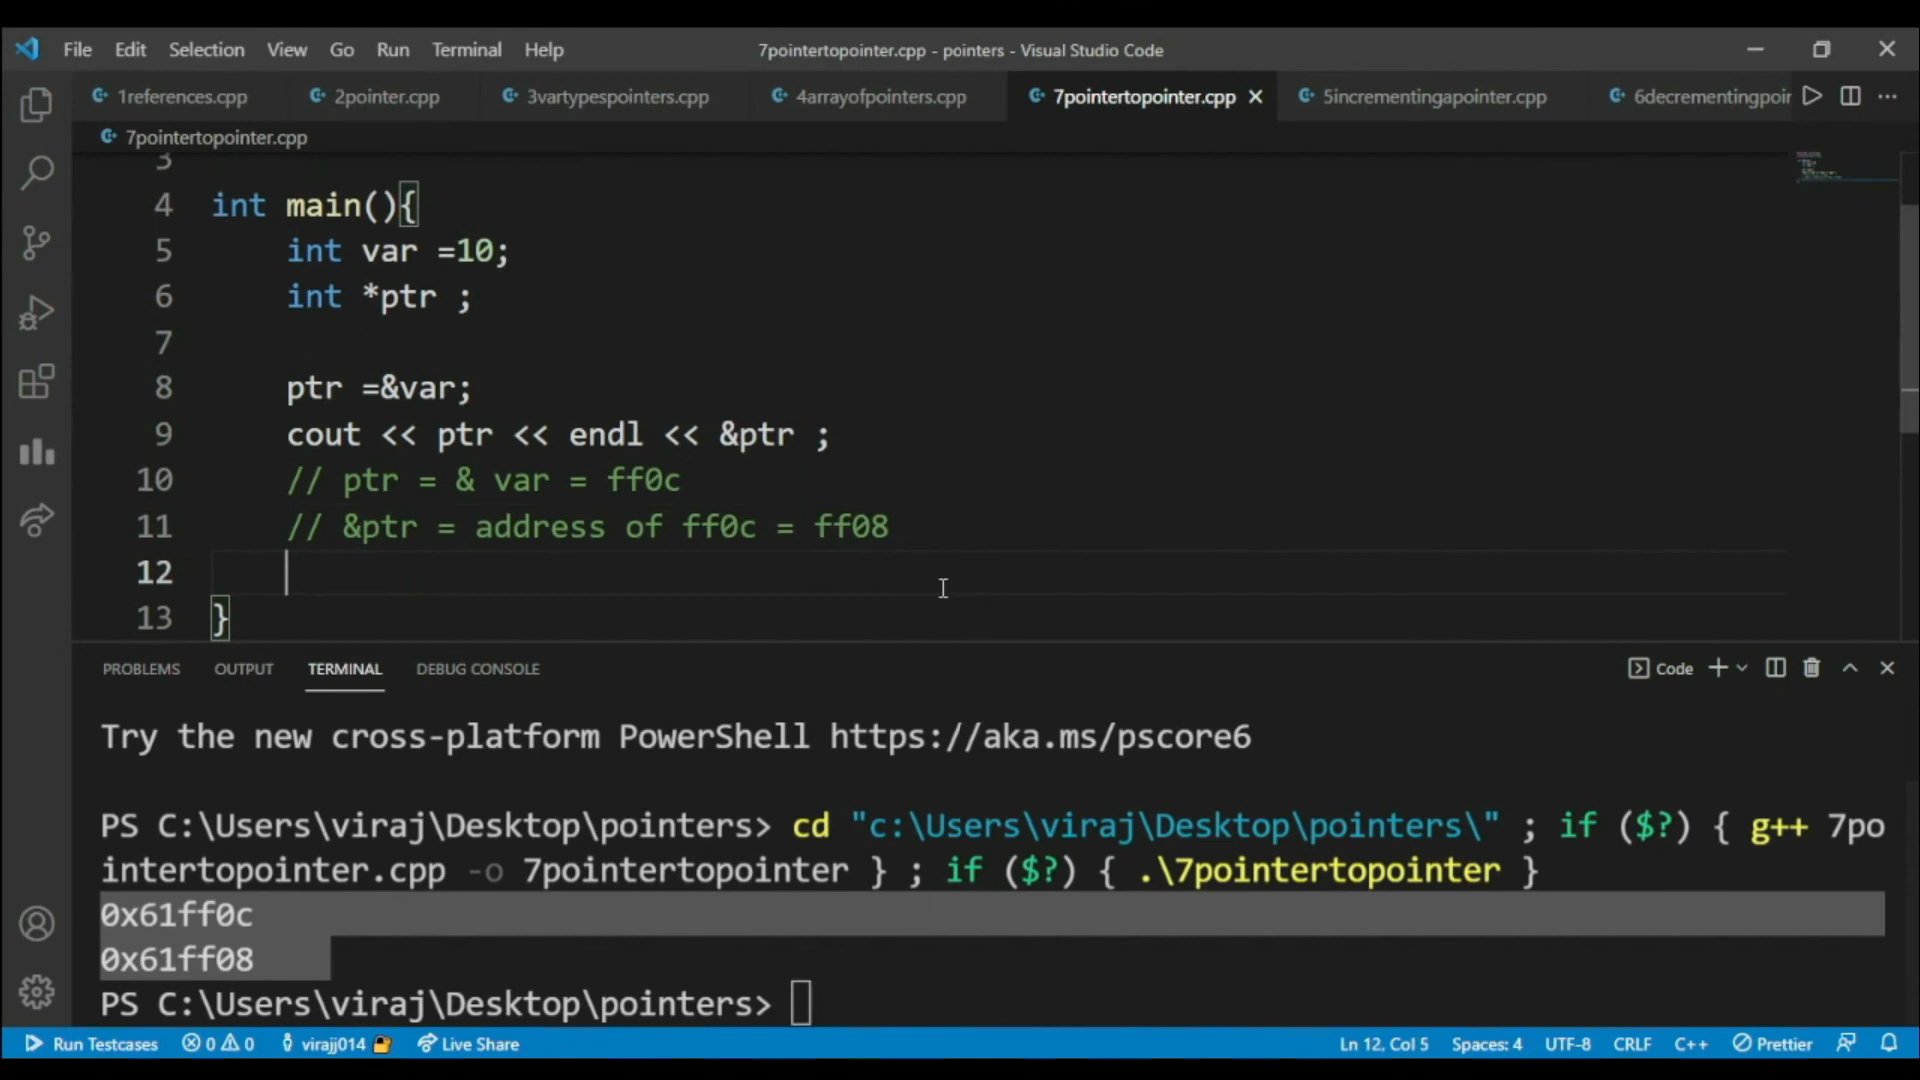 File Edit Selection View Go Run Terminal Help 7pointertopointer.cpp - pointers - Visual Studio Code
1references.cpp 2pointer.cpp 3vartypespointers.cpp 4arrayofpointers.cpp 7pointertopointer.cpp 5incrementingapointer.cpp 6decrementingpoir
7pointertopointer.cpp
3
4 int main(){
5 int var =10;
6 int *ptr ;
7
8 ptr =&var;
9 cout << ptr << endl << &ptr ;
10 // ptr = & var = ff0c
11 // &ptr = address of ff0c = ff08
12
13 }
PROBLEMS OUTPUT TERMINAL DEBUG CONSOLE Code
Try the new cross-platform PowerShell https://aka.ms/pscore6
PS C:\Users\viraj\Desktop\pointers> cd "c:\Users\viraj\Desktop\pointers\" ; if ($?) { g++ 7po
intertopointer.cpp -o 7pointertopointer } ; if ($?) { .\7pointertopointer }
0x61ff0c
0x61ff08
PS C:\Users\viraj\Desktop\pointers>
Run Testcases 0 0 virajj014 Live Share Ln 12, Col 5 Spaces: 4 UTF-8 CRLF C++ Prettier